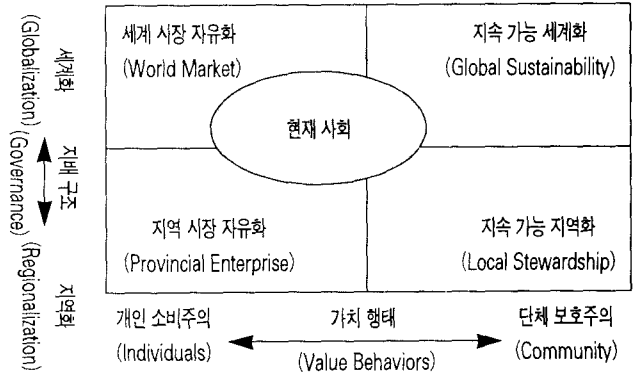 세계 시장 자유화
(World Market)
지속 가능 세계화
(Global Sustainability)
현재 사회
지역 시장 자유화
(Provincial Enterprise)
지속 가능 지역화
(Local Stewardship)
세계화
(Globalization)
지배 구조
(Governance)
지역화
(Regionalization)
개인 소비주의
(Individuals)
가치 행태
(Value Behaviors)
단체 보호주의
(Community)